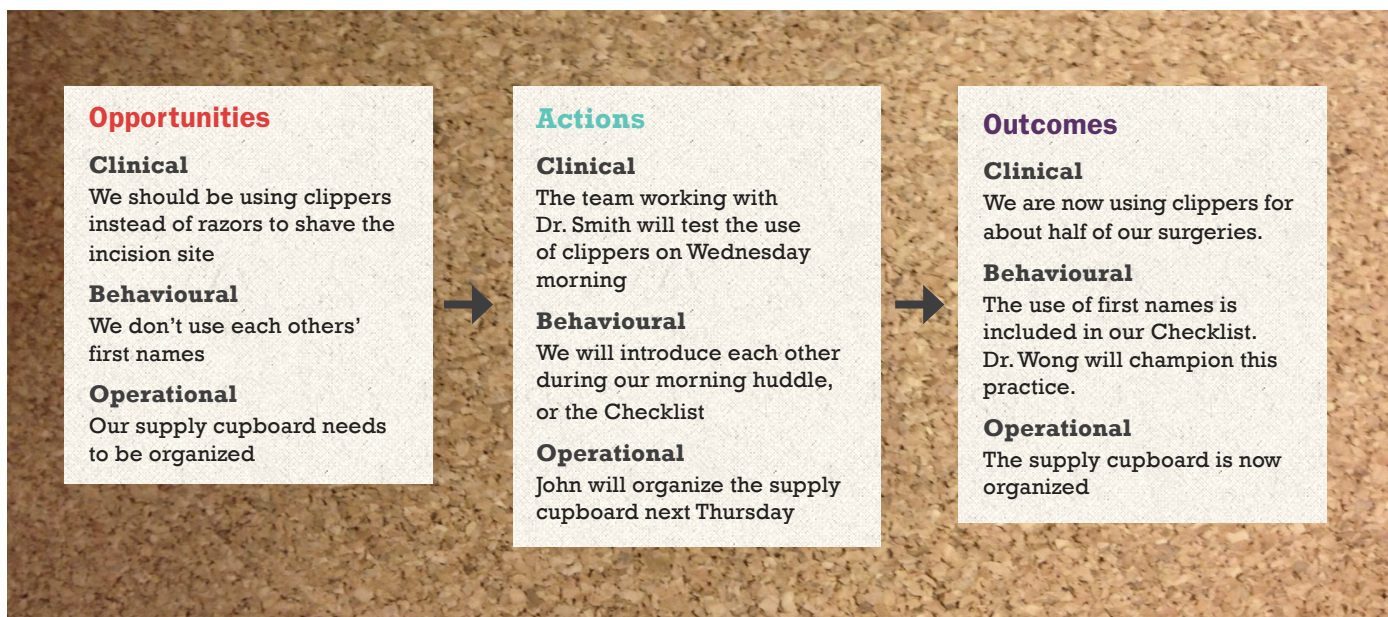 Opportunities
Clinical
We should be using clippers
instead of razors to shave the
incision site
Behavioural
We don’t use each others’
first names
Operational
Our supply cupboard needs
to be organized
Actions
Clinical
The team working with
Dr. Smith will test the use
of clippers on Wednesday
morning
Behavioural
We will introduce each other
during our morning huddle,
or the Checklist
Operational
John will organize the supply
cupboard next Thursday
Outcomes
Clinical
We are now using clippers for
about half of our surgeries.
Behavioural
The use of first names is
included in our Checklist.
Dr. Wong will champion this
practice.
Operational
The supply cupboard is now
organized